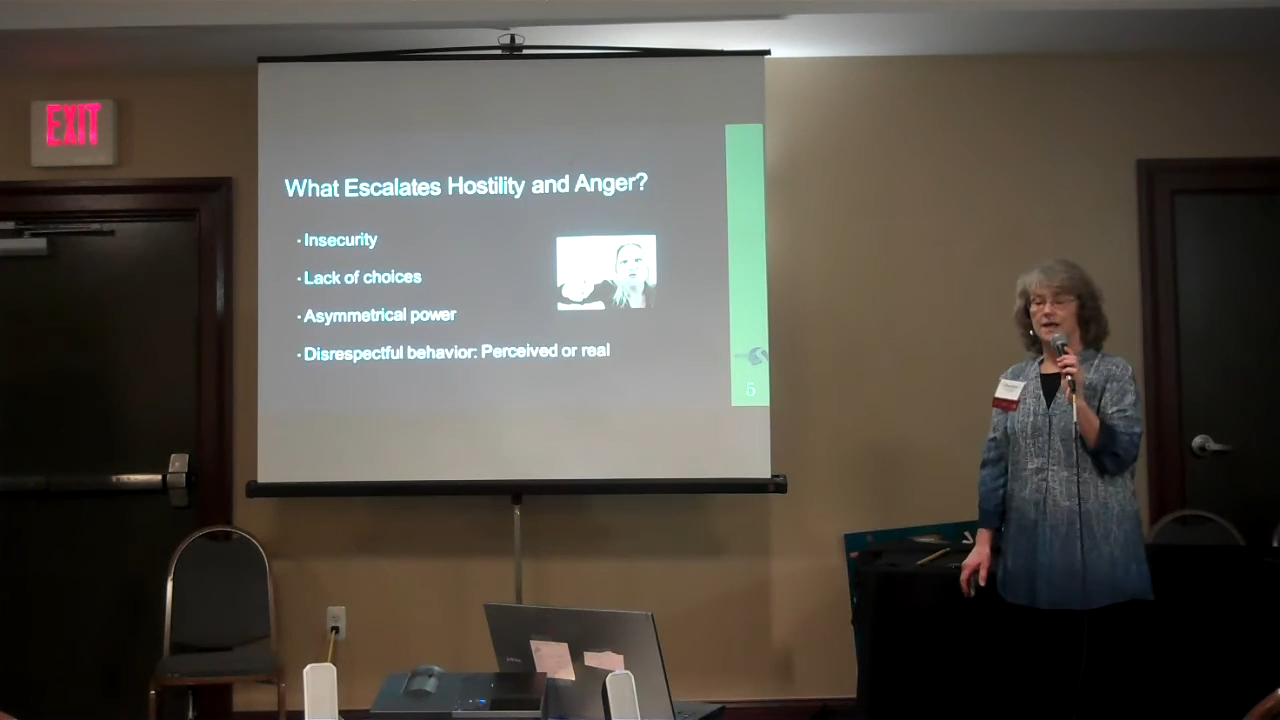 EXIT
What Escalates Hostility and Anger?
· Insecurity
· Lack of choices
· Asymmetrical power
· Disrespectful behavior: Perceived or real
5